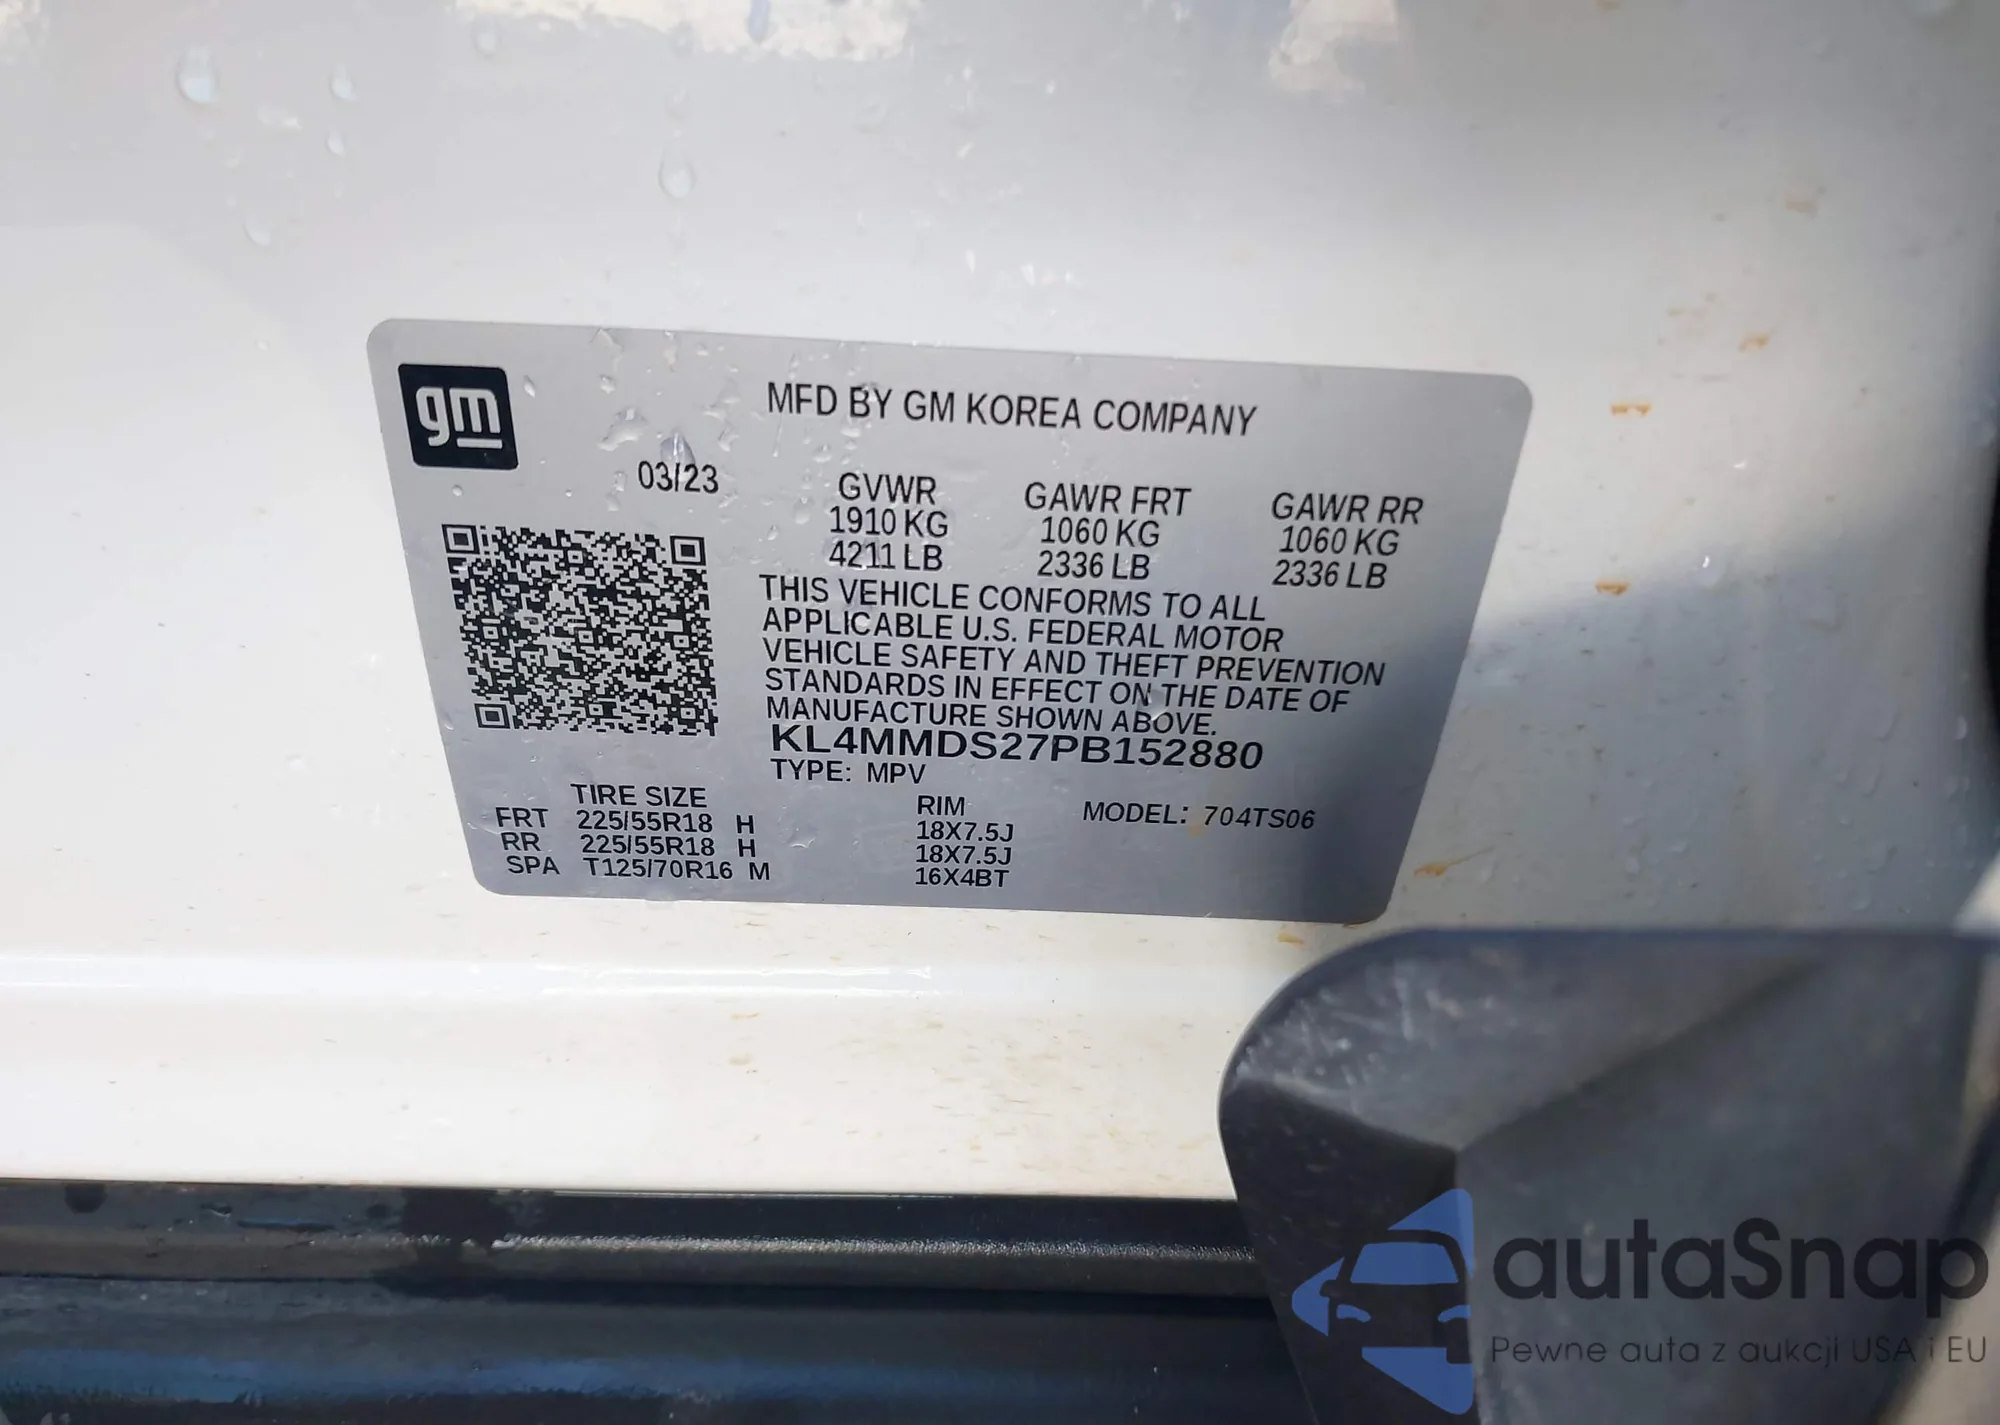 gm
MFD BY GM KOREA COMPANY
03/23
GVWR GAWR FRT GAWR RR
1910 KG 1060 KG 1060 KG
4211 LB 2336 LB 2336 LB
THIS VEHICLE CONFORMS TO ALL
APPLICABLE U.S. FEDERAL MOTOR
VEHICLE SAFETY AND THEFT PREVENTION
STANDARDS IN EFFECT ON THE DATE OF
MANUFACTURE SHOWN ABOVE.
KL4MMDS27PB152880
TYPE: MPV
TIRE SIZE RIM MODEL: 704TS06
FRT 225/55R18 H 18X7.5J
RR 225/55R18 H 18X7.5J
SPA T125/70R16 M 16X4BT
autaSnap
Pewne auta z aukcji USA i EU